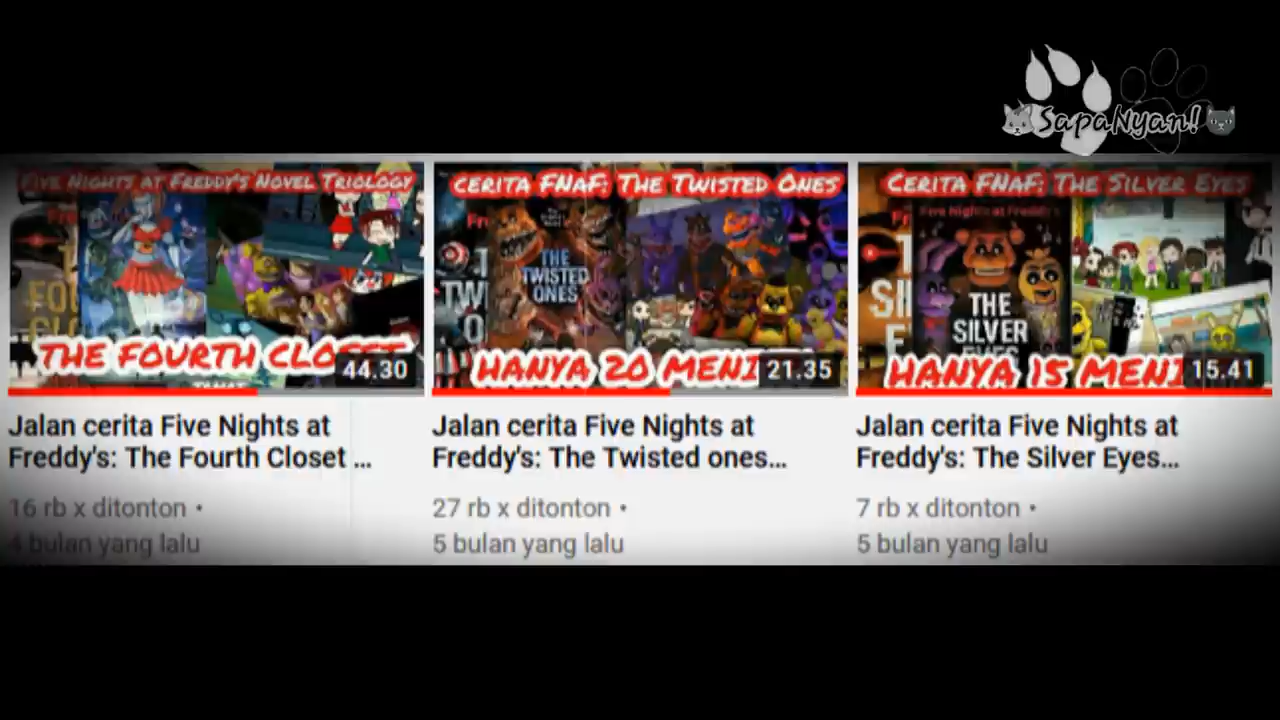 SapaNyan!
FIVE NIGHTS AT FREDDY'S NOVEL TRIOLOGY
THE FOURTH CLOSET
44.30
Jalan cerita Five Nights at
Freddy's: The Fourth Closet ...
16 rb x ditonton •
4 bulan yang lalu
CERITA FNAF: THE TWISTED ONES
THE
TWISTED
ONES
HANYA 20 MENI
21.35
Jalan cerita Five Nights at
Freddy's: The Twisted ones...
27 rb x ditonton •
5 bulan yang lalu
CERITA FNAF: THE SILVER EYES
Five Nights at Freddy's
THE
SILVER
EYES
HANYA 15 MENI
15.41
Jalan cerita Five Nights at
Freddy's: The Silver Eyes...
7 rb x ditonton •
5 bulan yang lalu